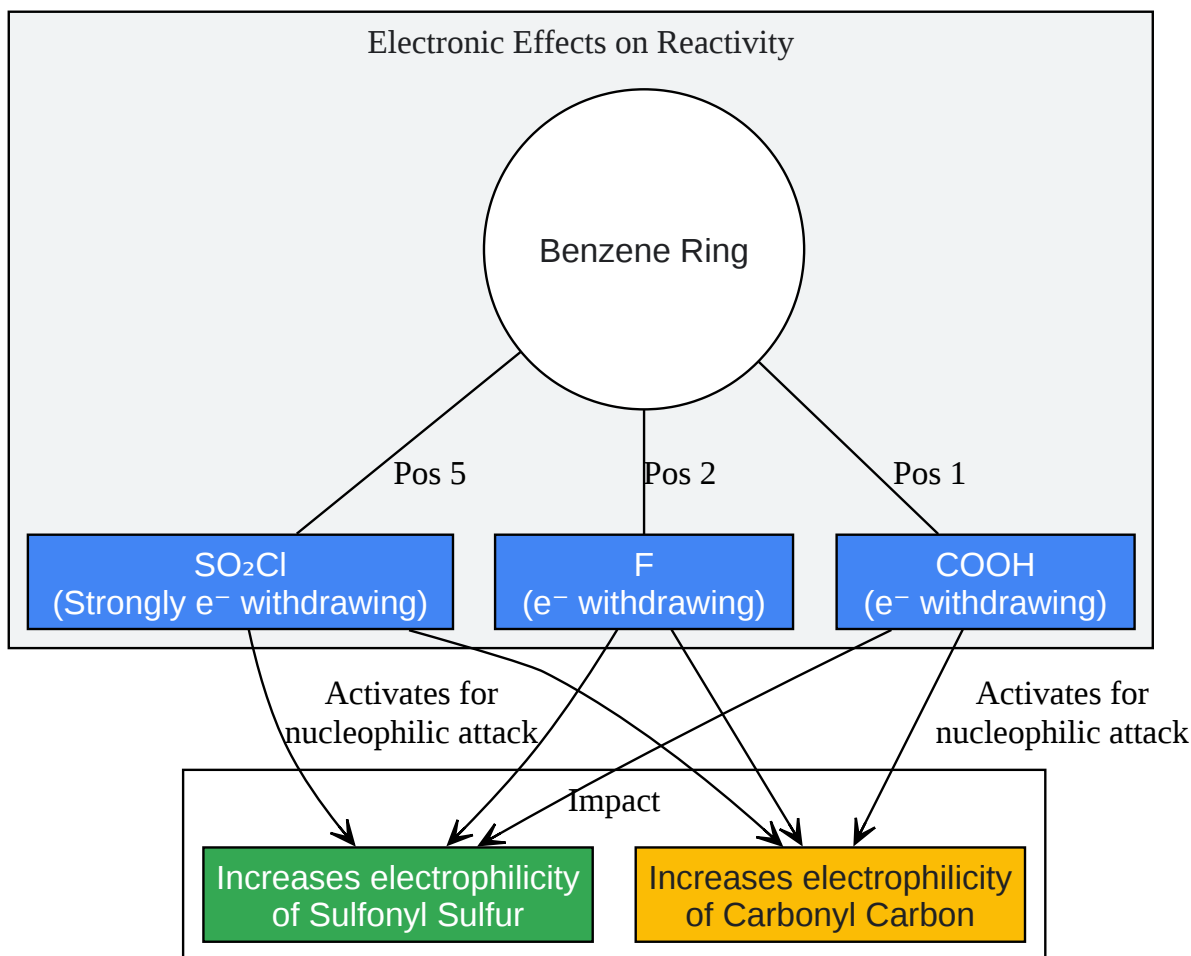 Electronic Effects on Reactivity
Benzene Ring
Pos 5
Pos 2
Pos 1
SO₂Cl
(Strongly e⁻ withdrawing)
F
(e⁻ withdrawing)
COOH
(e⁻ withdrawing)
Activates for
nucleophilic attack
Activates for
nucleophilic attack
Impact
Increases electrophilicity
of Sulfonyl Sulfur
Increases electrophilicity
of Carbonyl Carbon